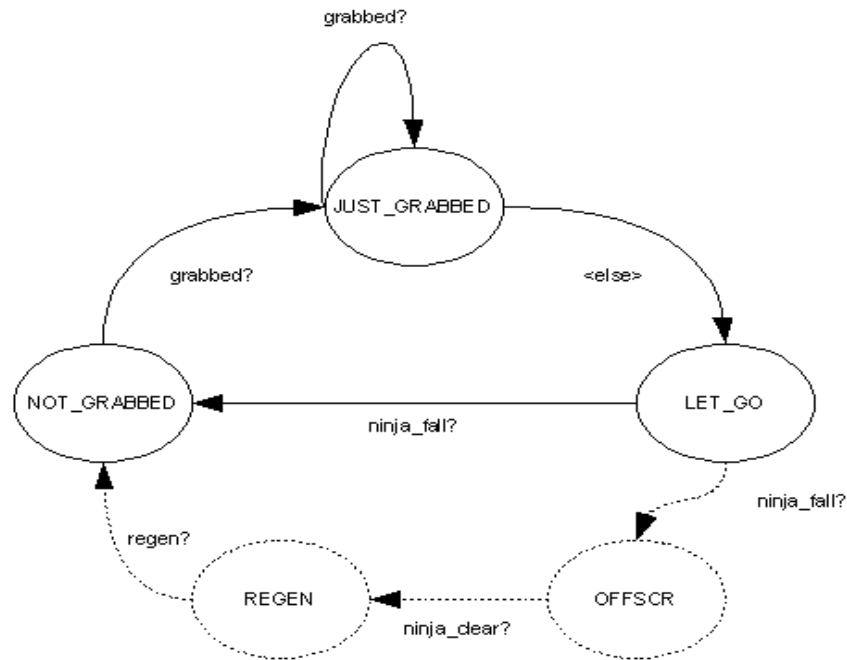 grabbed?
JUST_GRABBED
grabbed?
<else>
NOT_GRABBED
LET_GO
ninja_fall?
ninja_fall?
regen?
REGEN
OFFSCR
ninja_clear?